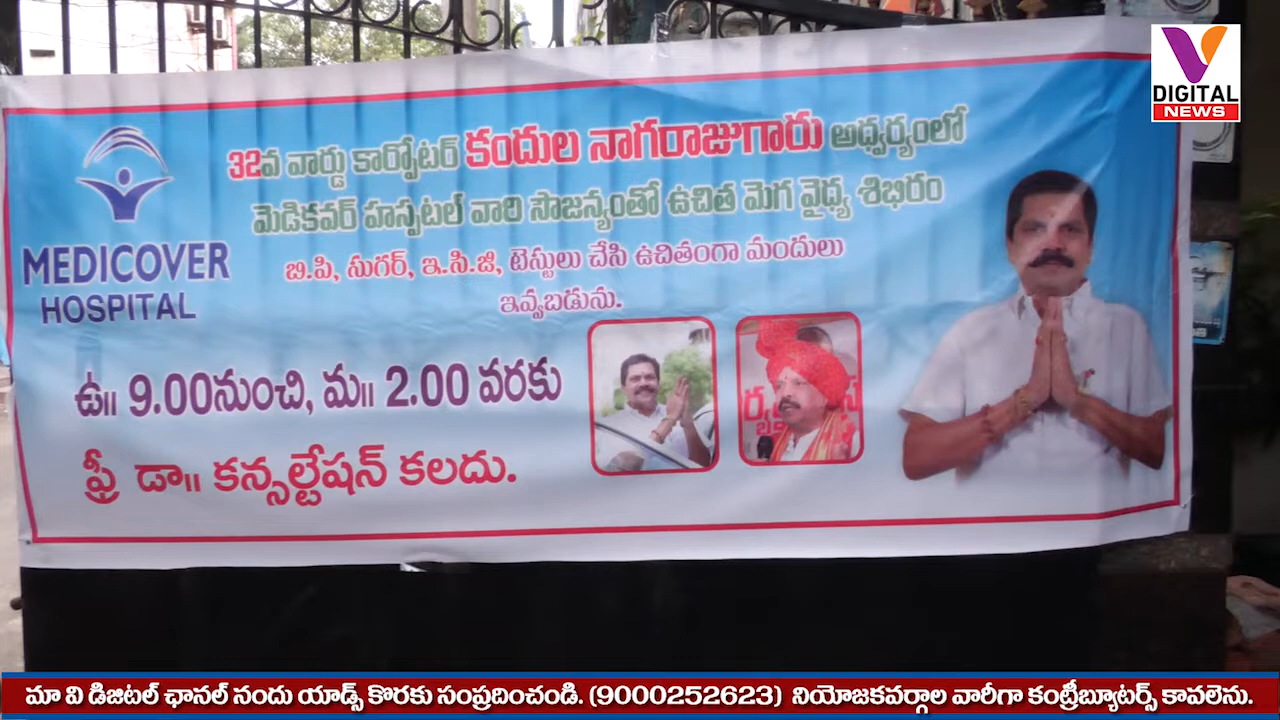 V
DIGITAL
NEWS
32వ వార్డు కార్పోటర్ కందుల నాగరాజుగారు అధ్వర్యంలో
మెడికవర్ హస్పటల్ వారి సౌజన్యంతో ఉచిత మెగ వైధ్య శిభిరం
MEDICOVER
HOSPITAL
బి.పి, సుగర్, ఇ.సి.జి, టెస్టులు చేసి ఉచితంగా మందులు
ఇవ్వబడును.
ఉ॥ 9.00నుంచి, మ॥ 2.00 వరకు
ఫ్రీ డా॥ కన్సల్టేషన్ కలదు.
మా వి డిజిటల్ ఛానల్ నందు యాడ్స్ కొరకు సంప్రదించండి. (9000252623) నియోజకవర్గాల వారీగా కంట్రీబ్యూటర్స్ కావలెను.